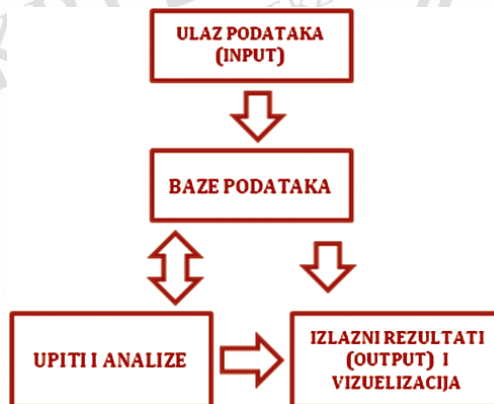 ULAZ PODATAKA
(INPUT)
BAZE PODATAKA
UPITI I ANALIZE
IZLAZNI REZULTATI
(OUTPUT) I
VIZUELIZACIJA